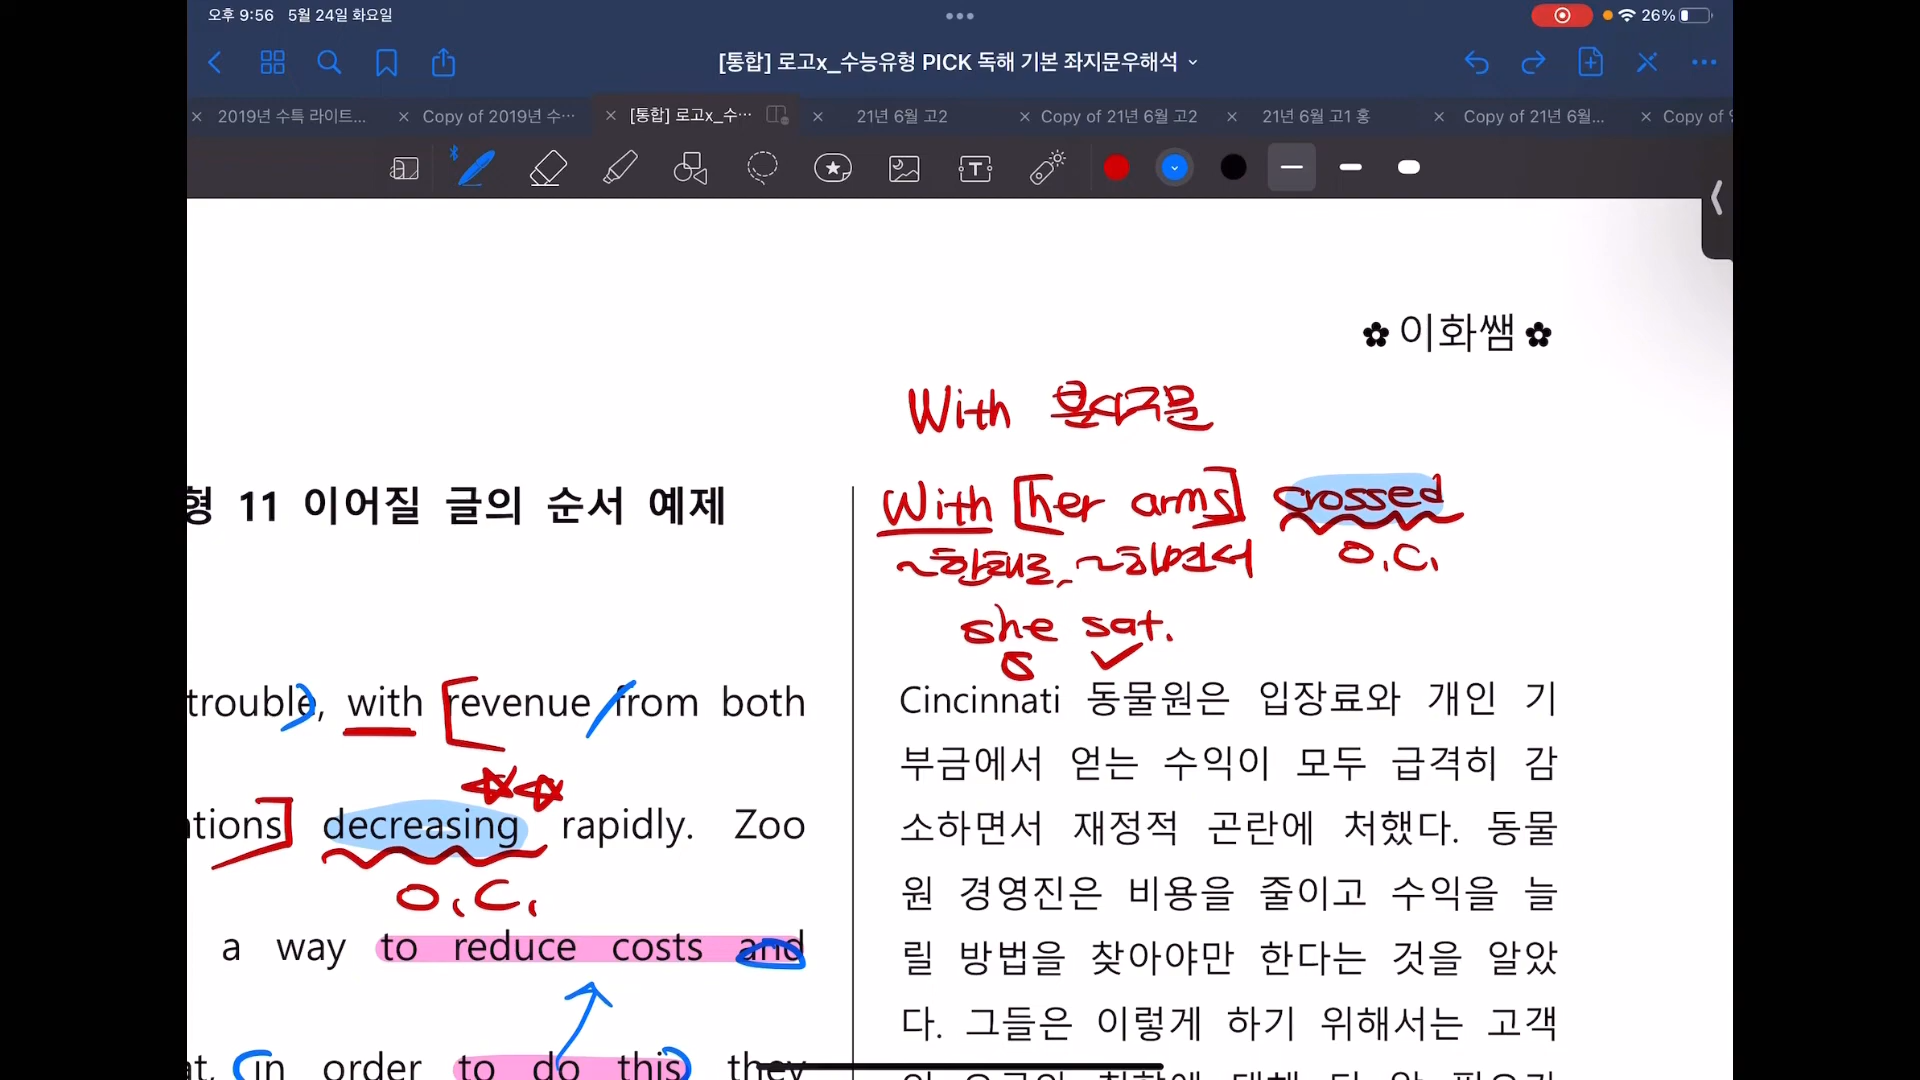 오후 9:56 5월 24일 화요일 26%
[통합] 로고x_수능유형 PICK 독해 기본 좌지문우해석
2019년 수특 라이트... Copy of 2019년 수... [통합] 로고x_수... 21년 6월 고2 Copy of 21년 6월 고2 21년 6월 고1 홍 Copy of 21년 6월... Copy of
✿ 이화쌤 ✿
With 분사구문
형 11 이어질 글의 순서 예제
With [her arms] crossed
~한채로, ~하면서 O.C.
she sat.
S
trouble, with [revenue from both
tions] decreasing rapidly. Zoo
O.C.
a way to reduce costs and
at, in order to do this they
Cincinnati 동물원은 입장료와 개인 기
부금에서 얻는 수익이 모두 급격히 감
소하면서 재정적 곤란에 처했다. 동물
원 경영진은 비용을 줄이고 수익을 늘
릴 방법을 찾아야만 한다는 것을 알았
다. 그들은 이렇게 하기 위해서는 고객